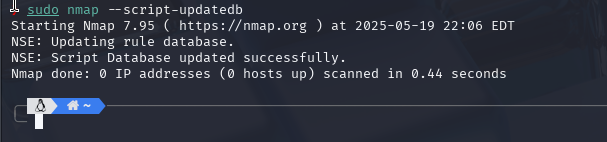 sudo nmap --script-updatedb
Starting Nmap 7.95 ( https://nmap.org ) at 2025-05-19 22:06 EDT
NSE: Updating rule database.
NSE: Script Database updated successfully.
Nmap done: 0 IP addresses (0 hosts up) scanned in 0.44 seconds
~